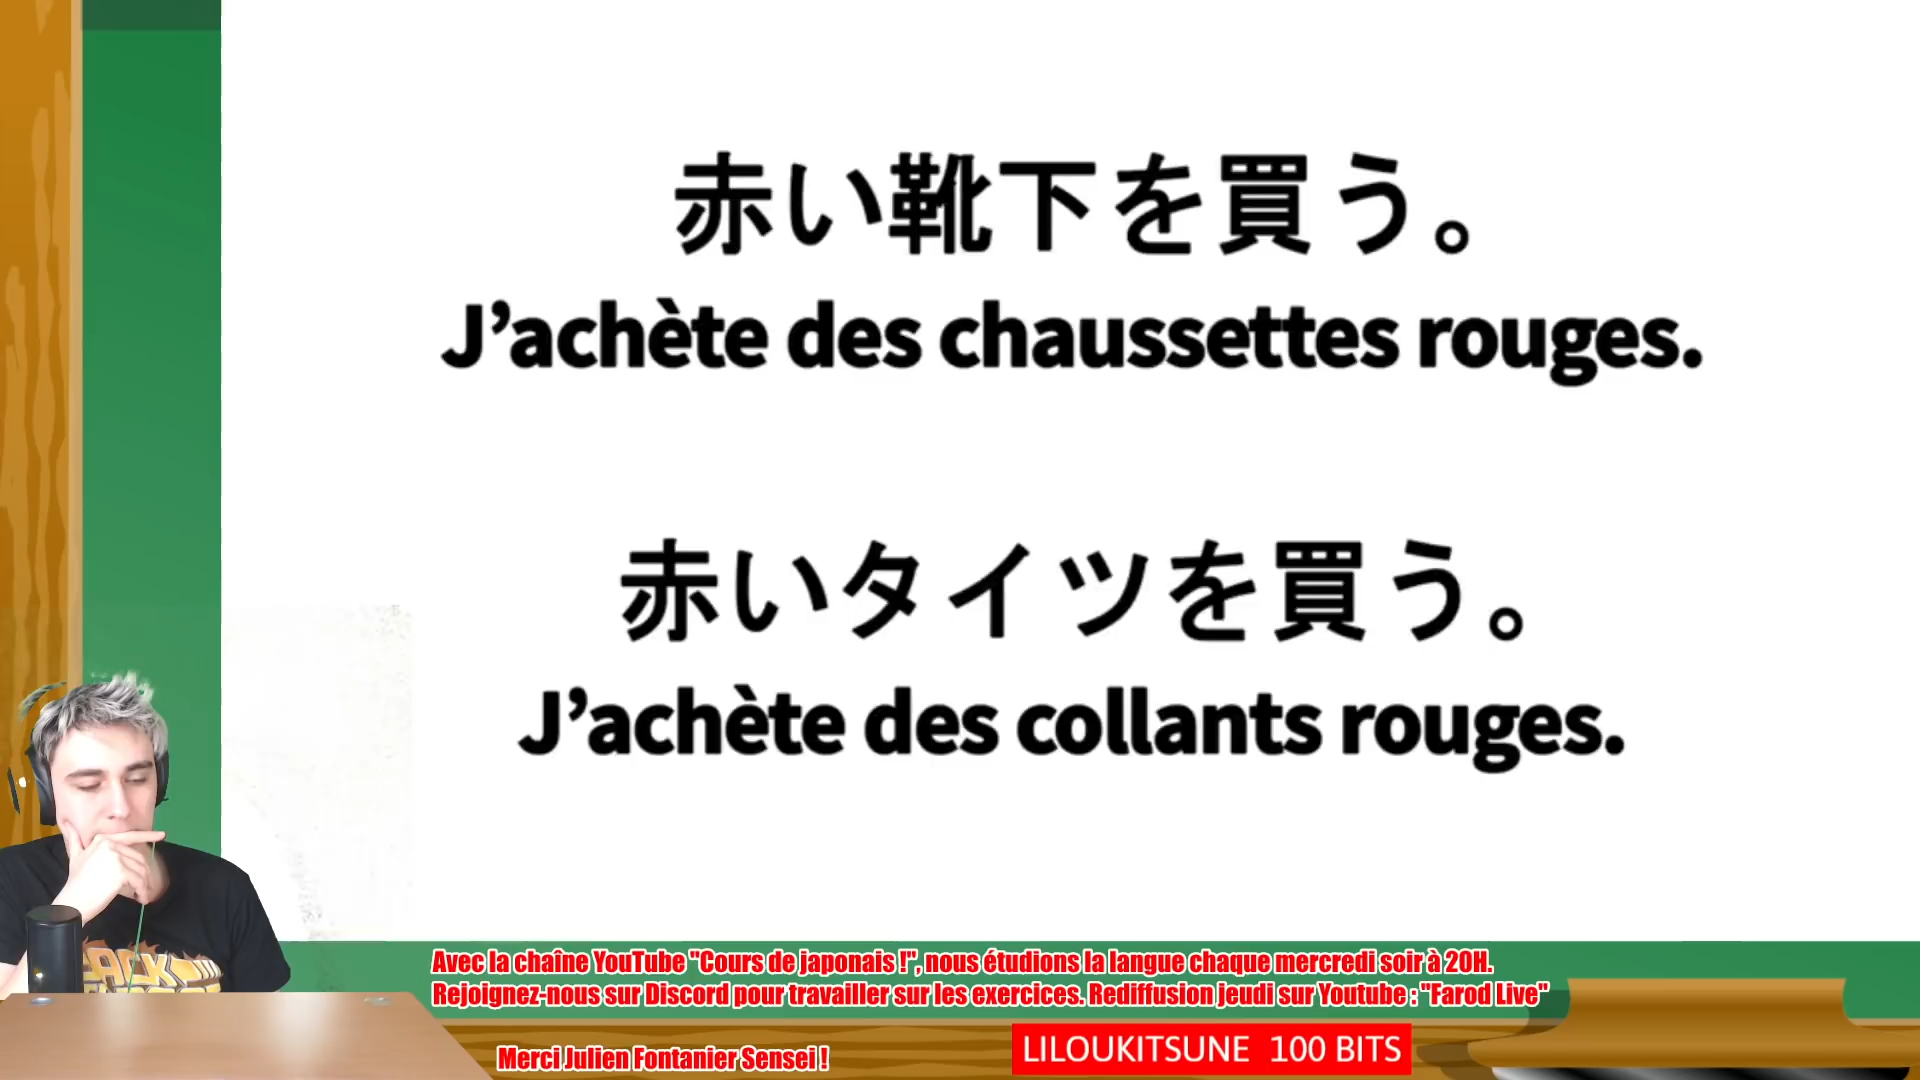 赤い靴下を買う。
J’achète des chaussettes rouges.
赤いタイツを買う。
J’achète des collants rouges.
Avec la chaîne YouTube "Cours de japonais !", nous étudions la langue chaque mercredi soir à 20H.
Rejoignez-nous sur Discord pour travailler sur les exercices. Rediffusion jeudi sur Youtube : "Farod Live"
Merci Julien Fontanier Sensei !
LILOUKITSUNE 100 BITS